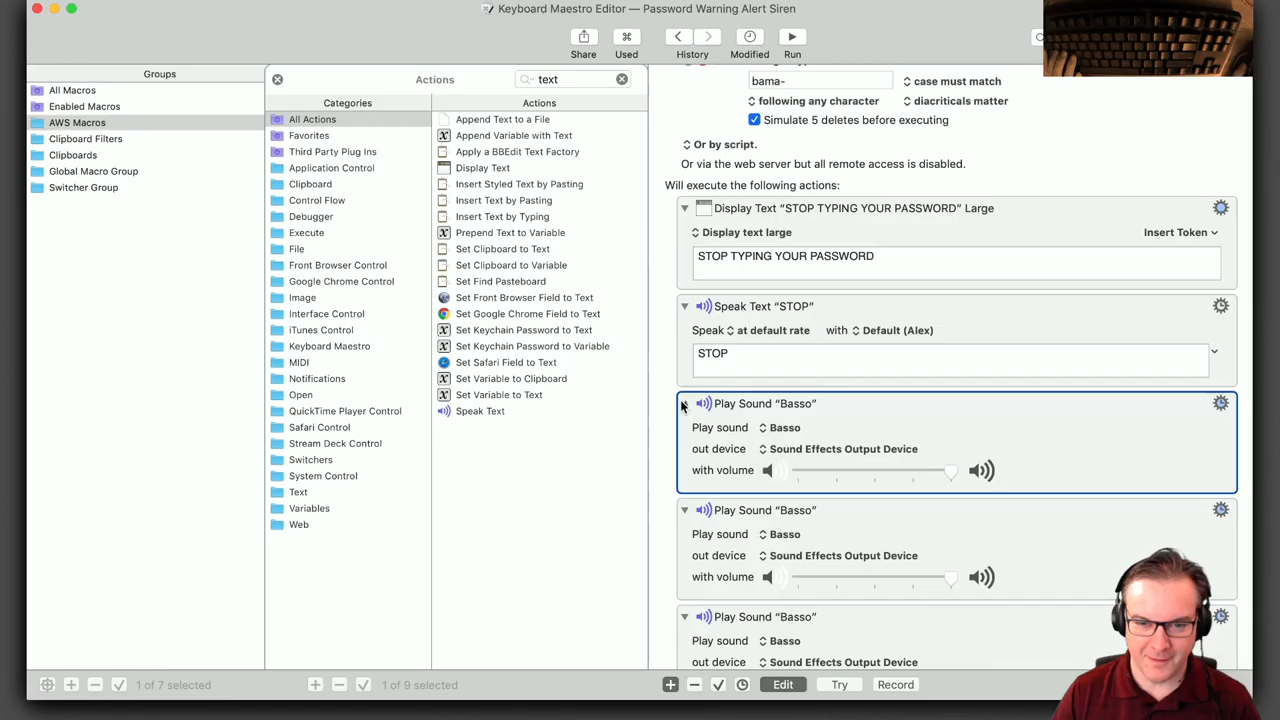 Keyboard Maestro Editor — Password Warning Alert Siren
Share
Used
History
Modified
Run
Groups
All Macros
Enabled Macros
AWS Macros
Clipboard Filters
Clipboards
Global Macro Group
Switcher Group
1 of 7 selected
Actions
text
Categories
All Actions
Favorites
Third Party Plug Ins
Application Control
Clipboard
Control Flow
Debugger
Execute
File
Front Browser Control
Google Chrome Control
Image
Interface Control
iTunes Control
Keyboard Maestro
MIDI
Notifications
Open
QuickTime Player Control
Safari Control
Stream Deck Control
Switchers
System Control
Text
Variables
Web
Actions
Append Text to a File
Append Variable with Text
Apply a BBEdit Text Factory
Display Text
Insert Styled Text by Pasting
Insert Text by Pasting
Insert Text by Typing
Prepend Text to Variable
Set Clipboard to Text
Set Clipboard to Variable
Set Find Pasteboard
Set Front Browser Field to Text
Set Google Chrome Field to Text
Set Keychain Password to Text
Set Keychain Password to Variable
Set Safari Field to Text
Set Variable to Clipboard
Set Variable to Text
Speak Text
1 of 9 selected
bama- case must match
following any character diacriticals matter
Simulate 5 deletes before executing
Or by script.
Or via the web server but all remote access is disabled.
Will execute the following actions:
Display Text “STOP TYPING YOUR PASSWORD” Large
Display text large Insert Token
STOP TYPING YOUR PASSWORD
Speak Text “STOP”
Speak at default rate with Default (Alex)
STOP
Play Sound “Basso”
Play sound Basso
out device Sound Effects Output Device
with volume
Play Sound “Basso”
Play sound Basso
out device Sound Effects Output Device
with volume
Play Sound “Basso”
Play sound Basso
out device Sound Effects Output Device
Edit Try Record